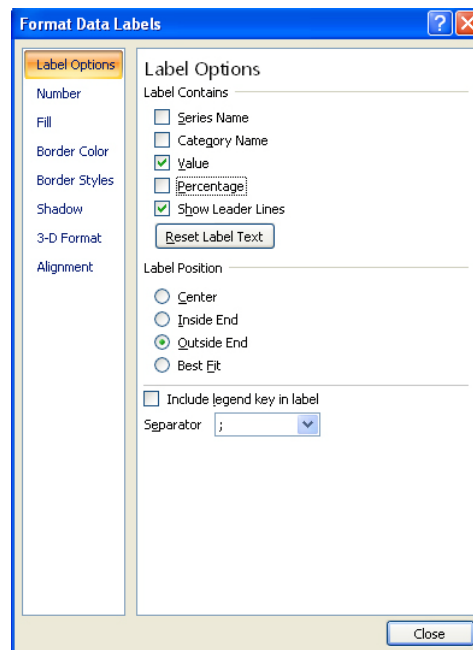 Format Data Labels
Label Options
Number
Fill
Border Color
Border Styles
Shadow
3-D Format
Alignment
Label Options
Label Contains
Series Name
Category Name
Value
Percentage
Show Leader Lines
Reset Label Text
Label Position
Center
Inside End
Outside End
Best Fit
Include legend key in label
Separator ;
Close